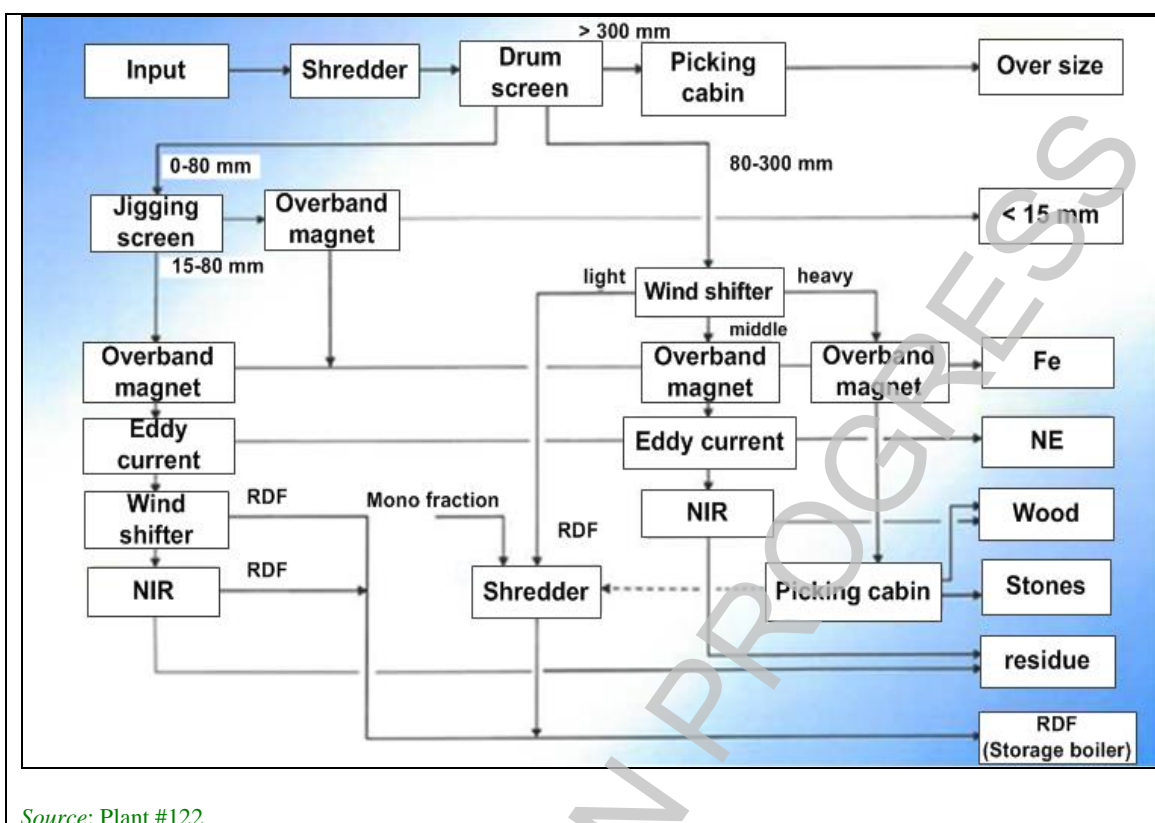 > 300 mm
Input
Shredder
Drum
screen
Picking
cabin
Over size
0-80 mm
80-300 mm
Jigging
screen
Overband
magnet
< 15 mm
15-80 mm
light
Wind shifter
heavy
middle
Overband
magnet
Overband
magnet
Overband
magnet
Fe
Eddy
current
Eddy current
NE
Wind
shifter
RDF
Mono fraction
RDF
NIR
Wood
NIR
RDF
Shredder
Picking cabin
Stones
residue
RDF
(Storage boiler)
N PROGRESS
Source: Plant #122